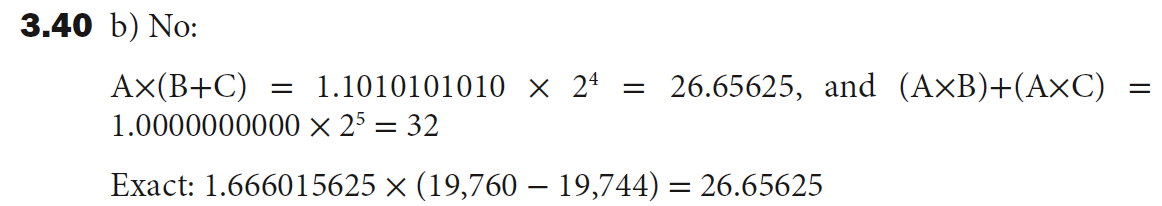 3.40 b) No:
A×(B+C) = 1.1010101010 × 2⁴ = 26.65625, and (A×B)+(A×C) =
1.0000000000 × 2⁵ = 32
Exact: 1.666015625 × (19,760 − 19,744) = 26.65625